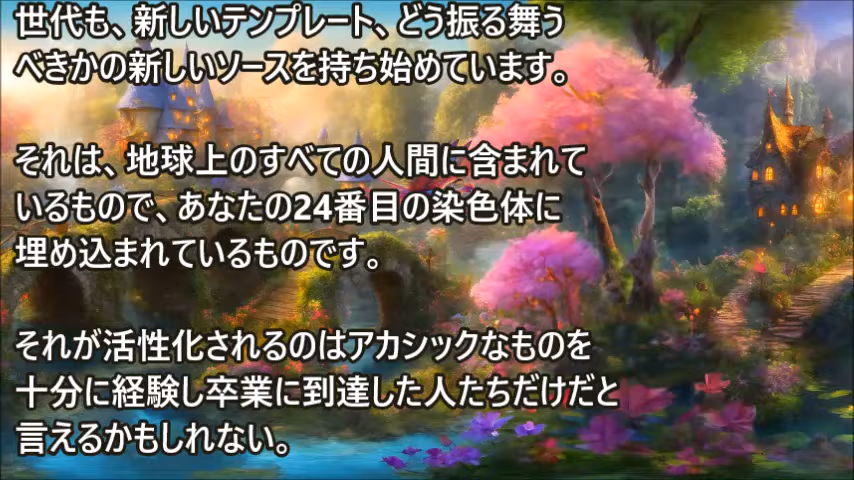 世代も、新しいテンプレート、どう振る舞う
べきかの新しいソースを持ち始めています。
それは、地球上のすべての人間に含まれて
いるもので、あなたの24番目の染色体に
埋め込まれているものです。
それが活性化されるのはアカシックなものを
十分に経験し卒業に到達した人たちだけだと
言えるかもしれない。